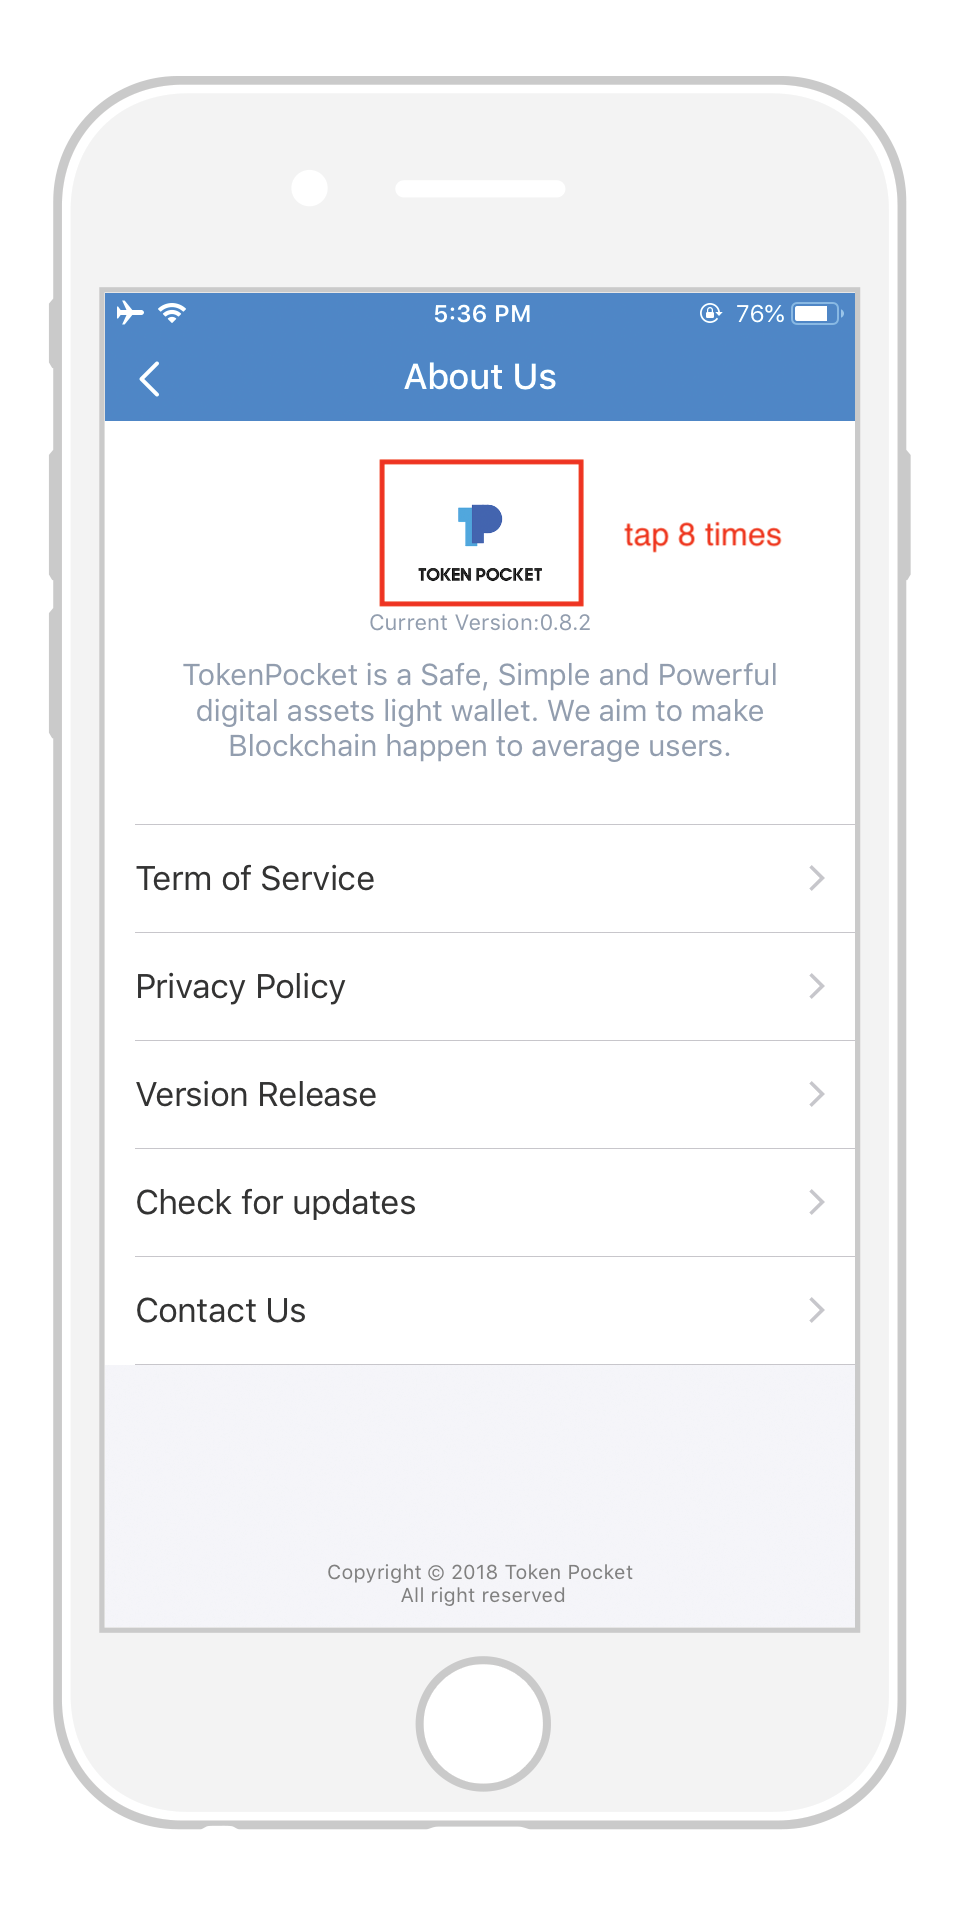 5:36 PM
76%
About Us
TOKEN POCKET
tap 8 times
Current Version:0.8.2
TokenPocket is a Safe, Simple and Powerful
digital assets light wallet. We aim to make
Blockchain happen to average users.
Term of Service
Privacy Policy
Version Release
Check for updates
Contact Us
Copyright © 2018 Token Pocket
All right reserved